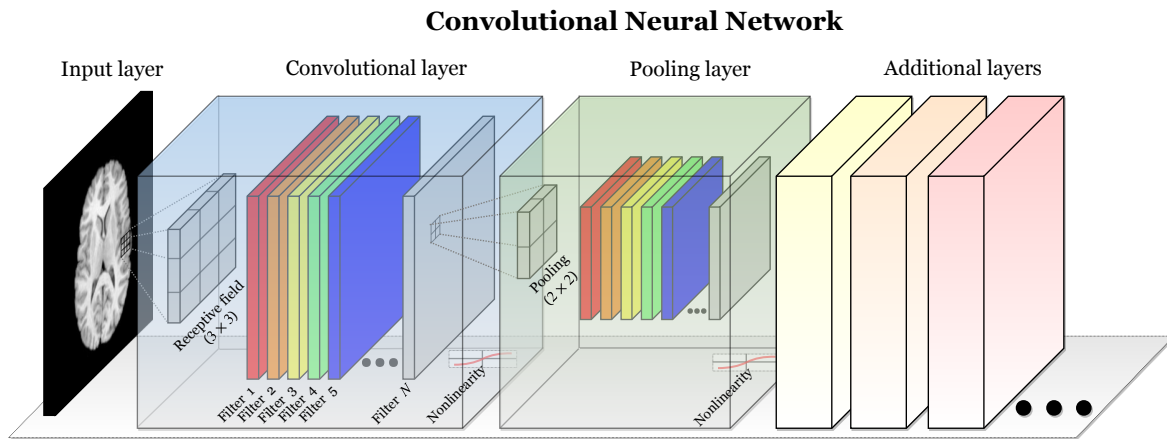 Convolutional Neural Network
Input layer
Convolutional layer
Pooling layer
Additional layers
Receptive field
(3 × 3)
Filter 1
Filter 2
Filter 3
Filter 4
Filter 5
Filter N
Nonlinearity
Pooling
(2 × 2)
Nonlinearity